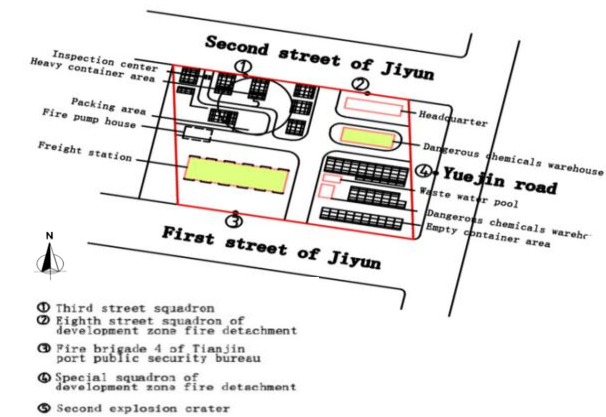 Second street of Jiyun
Inspection center
Heavy container area
①
②
Packing area
Fire pump house
Headquarter
Freight station
Dangerous chemicals warehouse
④
Yuejin road
Waste water pool
Dangerous chemicals wareh
Empty container area
③
First street of Jiyun
N
① Third street squadron
② Eighth street squadron of
development zone fire detachment
③ Fire brigade 4 of Tianjin
port public security bureau
④ Special squadron of
development zone fire detachment
⑤ Second explosion crater